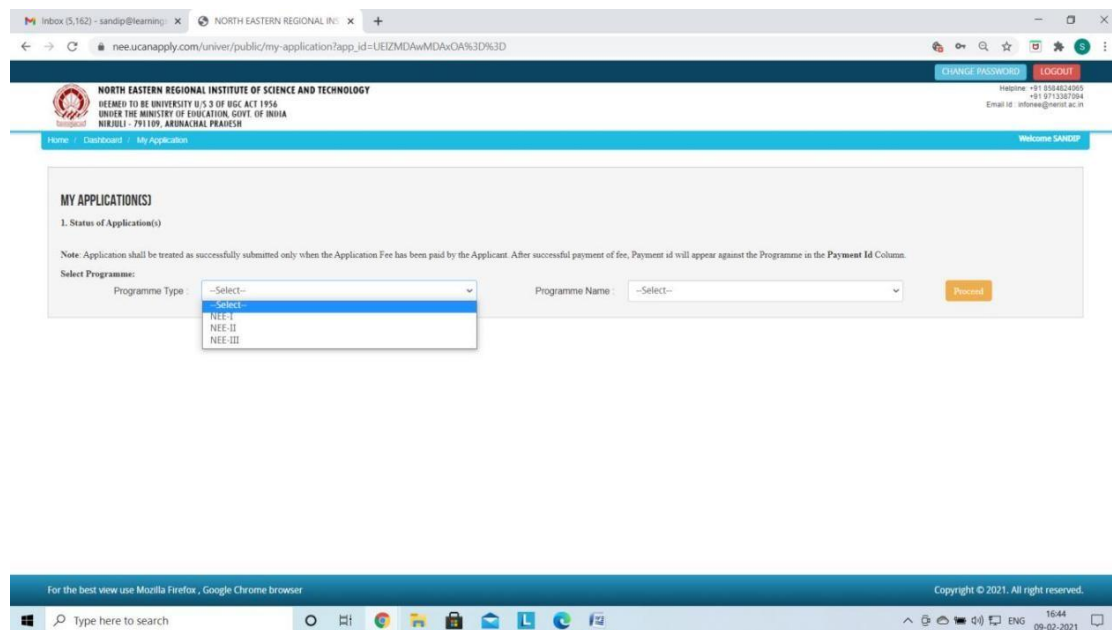 Inbox (5,162) - sandip@learning
NORTH EASTERN REGIONAL INS
nee.ucanapply.com/univer/public/my-application?app_id=UElZMDAwMDAxOA%3D%3D
CHANGE PASSWORD
LOGOUT
NORTH EASTERN REGIONAL INSTITUTE OF SCIENCE AND TECHNOLOGY
DEEMED TO BE UNIVERSITY U/S 3 OF UGC ACT 1956
UNDER THE MINISTRY OF EDUCATION, GOVT. OF INDIA
NIRJULI - 791109, ARUNACHAL PRADESH
Helpline: +91 8584824065
+91 9713387094
Email Id : infonee@nerist.ac.in
Home / Dashboard / My Application
Welcome SANDIP
MY APPLICATION(S)
1. Status of Application(s)
Note: Application shall be treated as successfully submitted only when the Application Fee has been paid by the Applicant. After successful payment of fee, Payment id will appear against the Programme in the Payment Id Column.
Select Programme:
Programme Type : --Select-- Programme Name : --Select-- Proceed
--Select--
NEE-I
NEE-II
NEE-III
For the best view use Mozilla Firefox , Google Chrome browser
Copyright © 2021. All right reserved.
Type here to search
ENG
16:44
09-02-2021